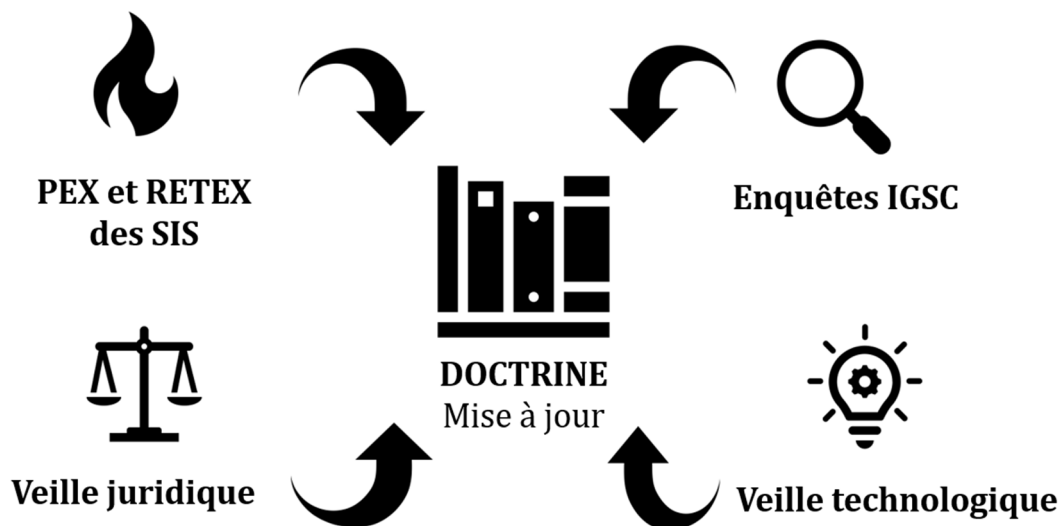 PEX et RETEX
des SIS
Enquêtes IGSC
DOCTRINE
Mise à jour
Veille juridique
Veille technologique